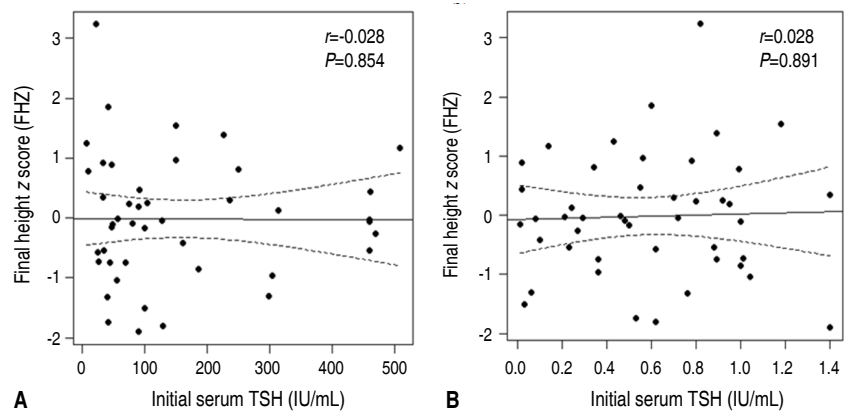 r=-0.028
P=0.854
Final height z score (FHZ)
3
2
1
0
-1
-2
0 100 200 300 400 500
Initial serum TSH (IU/mL)
A
r=0.028
P=0.891
Final height z score (FHZ)
3
2
1
0
-1
-2
0.0 0.2 0.4 0.6 0.8 1.0 1.2 1.4
Initial serum TSH (IU/mL)
B